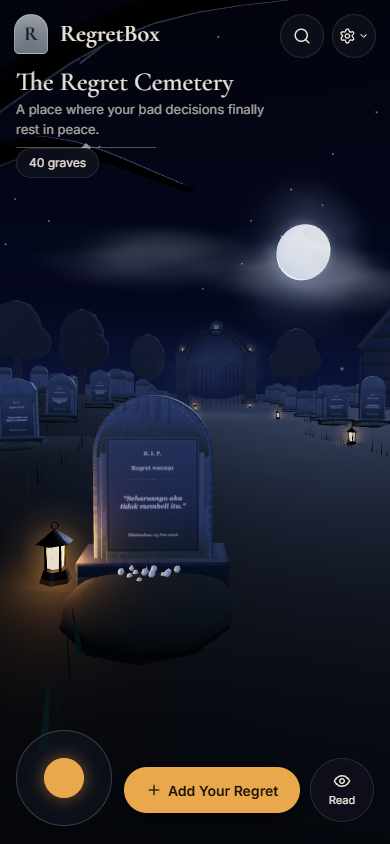 R
RegretBox
The Regret Cemetery
A place where your bad decisions finally
rest in peace.
40 graves
R. I. P.
Regret #00291
"Seharusnya aku
tidak membeli itu."
+ Add Your Regret
Read